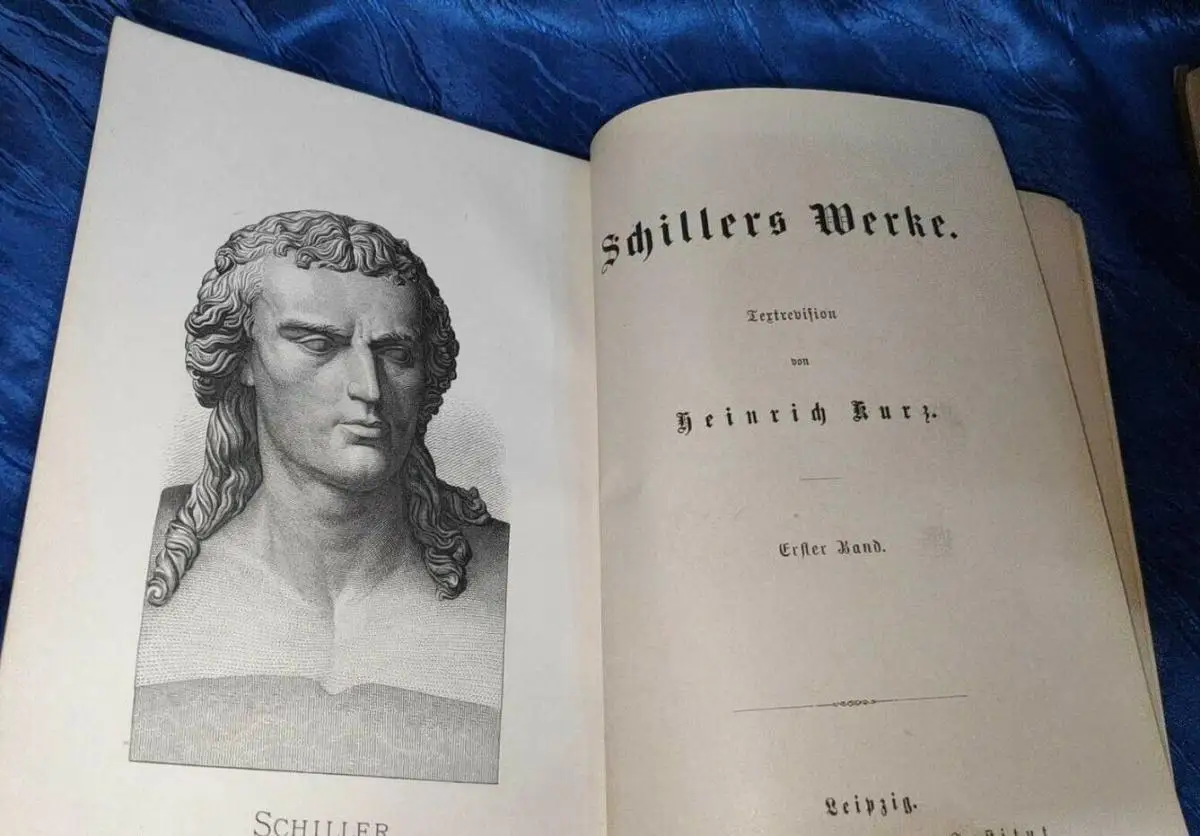 SCHILLER
Schillers Werke.
Textrevision
von
Heinrich Kurz.
Erster Band.
Leipzig.